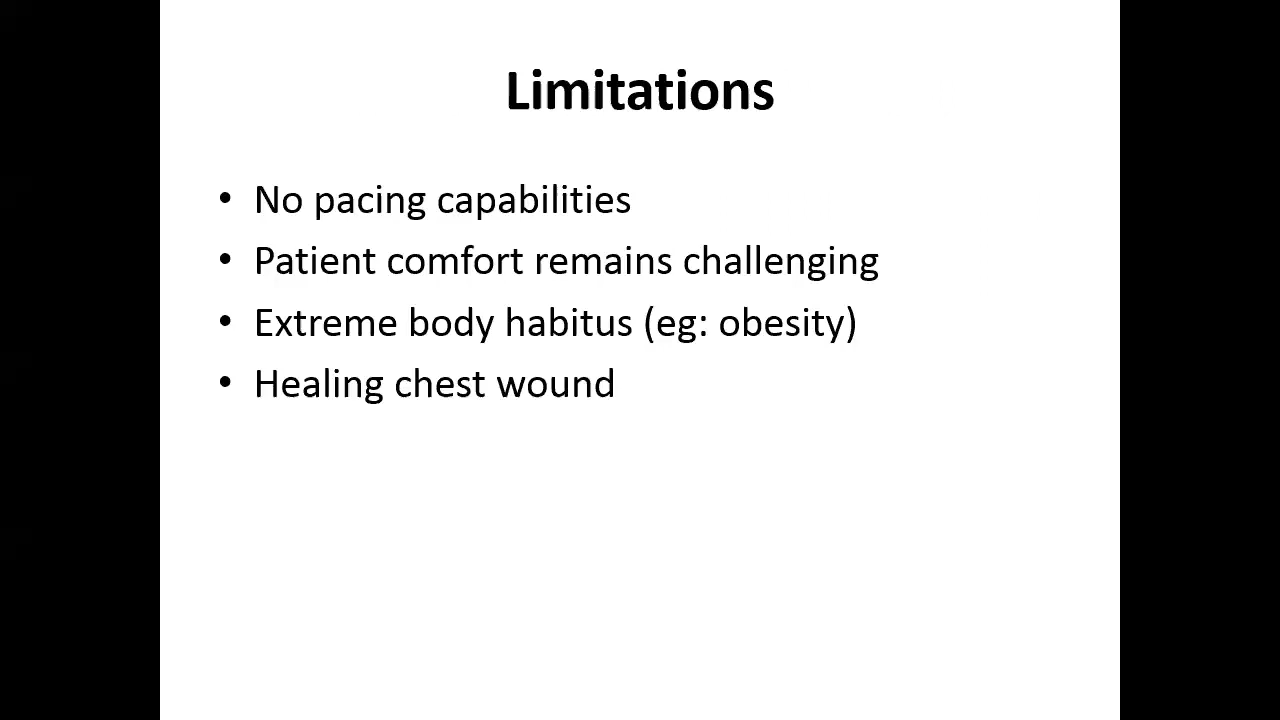 Limitations
• No pacing capabilities
• Patient comfort remains challenging
• Extreme body habitus (eg: obesity)
• Healing chest wound